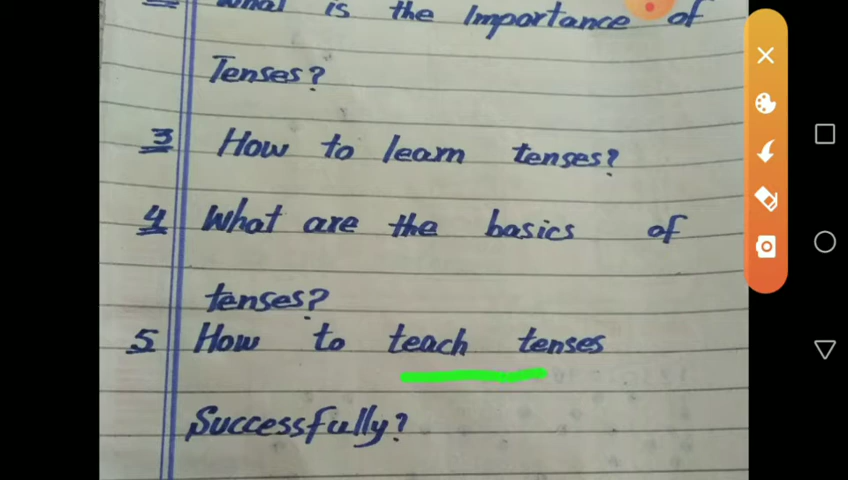 What is the Importance of
Tenses?
3 How to learn tenses?
4 What are the basics of
tenses?
5 How to teach tenses
Successfully?